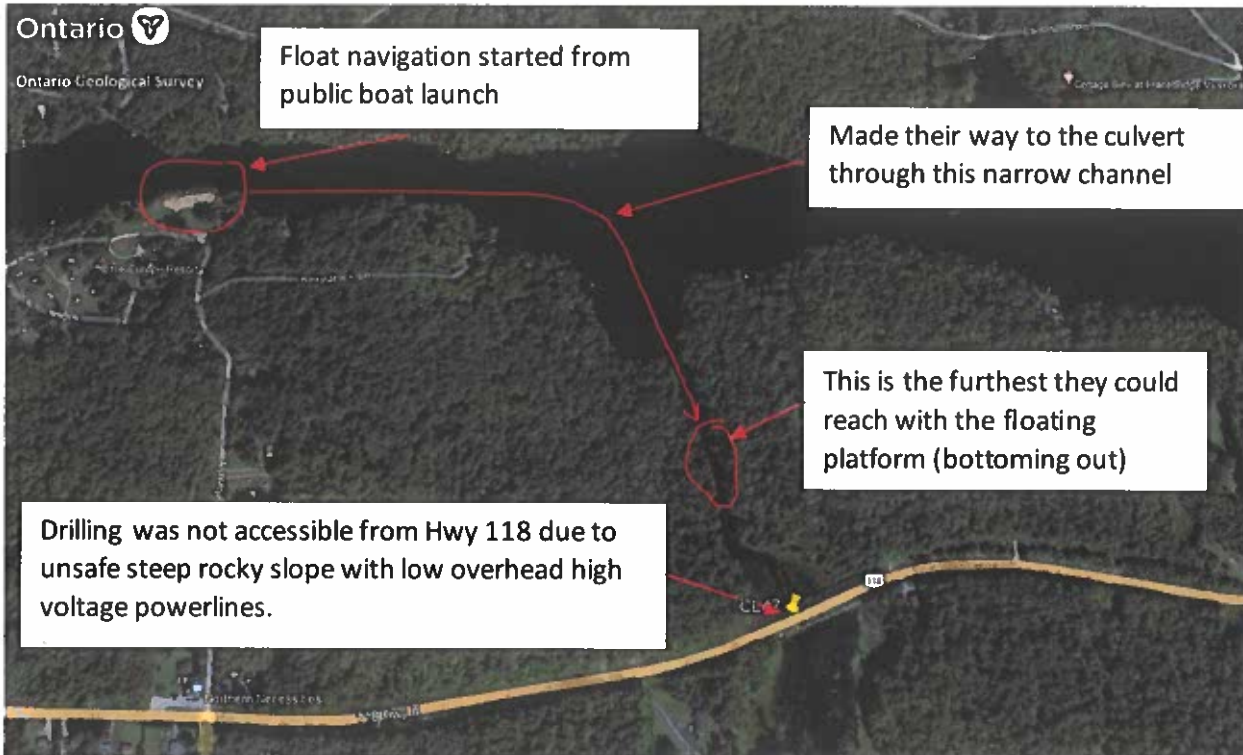 Ontario
Ontario Geological Survey
Float navigation started from
public boat launch
Made their way to the culvert
through this narrow channel
This is the furthest they could
reach with the floating
platform (bottoming out)
Drilling was not accessible from Hwy 118 due to
unsafe steep rocky slope with low overhead high
voltage powerlines.
118